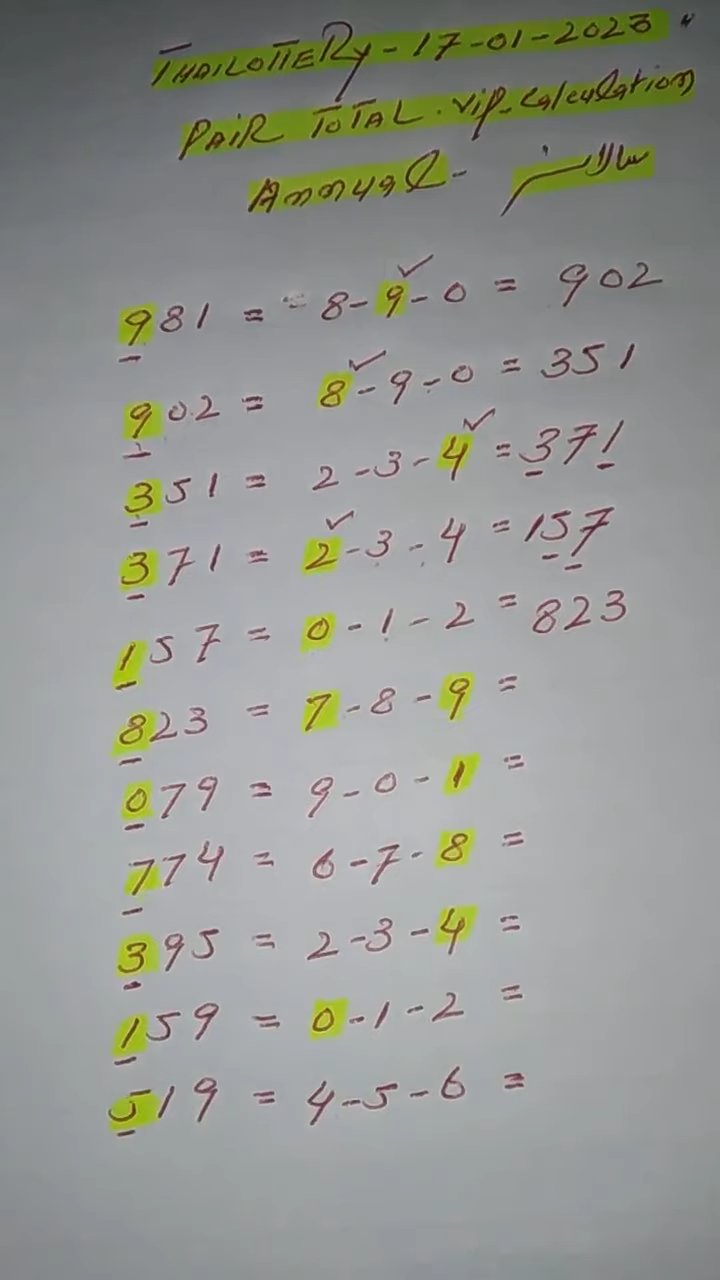 THAILOTTERY - 17-01-2023 "
PAIR TOTAL. vip. calculation
Annual - سالانہ
981 = - 8-9-0 = 902
902 = 8-9-0 = 351
351 = 2-3-4 = 371
371 = 2-3-4 = 157
157 = 0-1-2 = 823
823 = 7-8-9 =
079 = 9-0-1 =
774 = 6-7-8 =
395 = 2-3-4 =
159 = 0-1-2 =
519 = 4-5-6 =